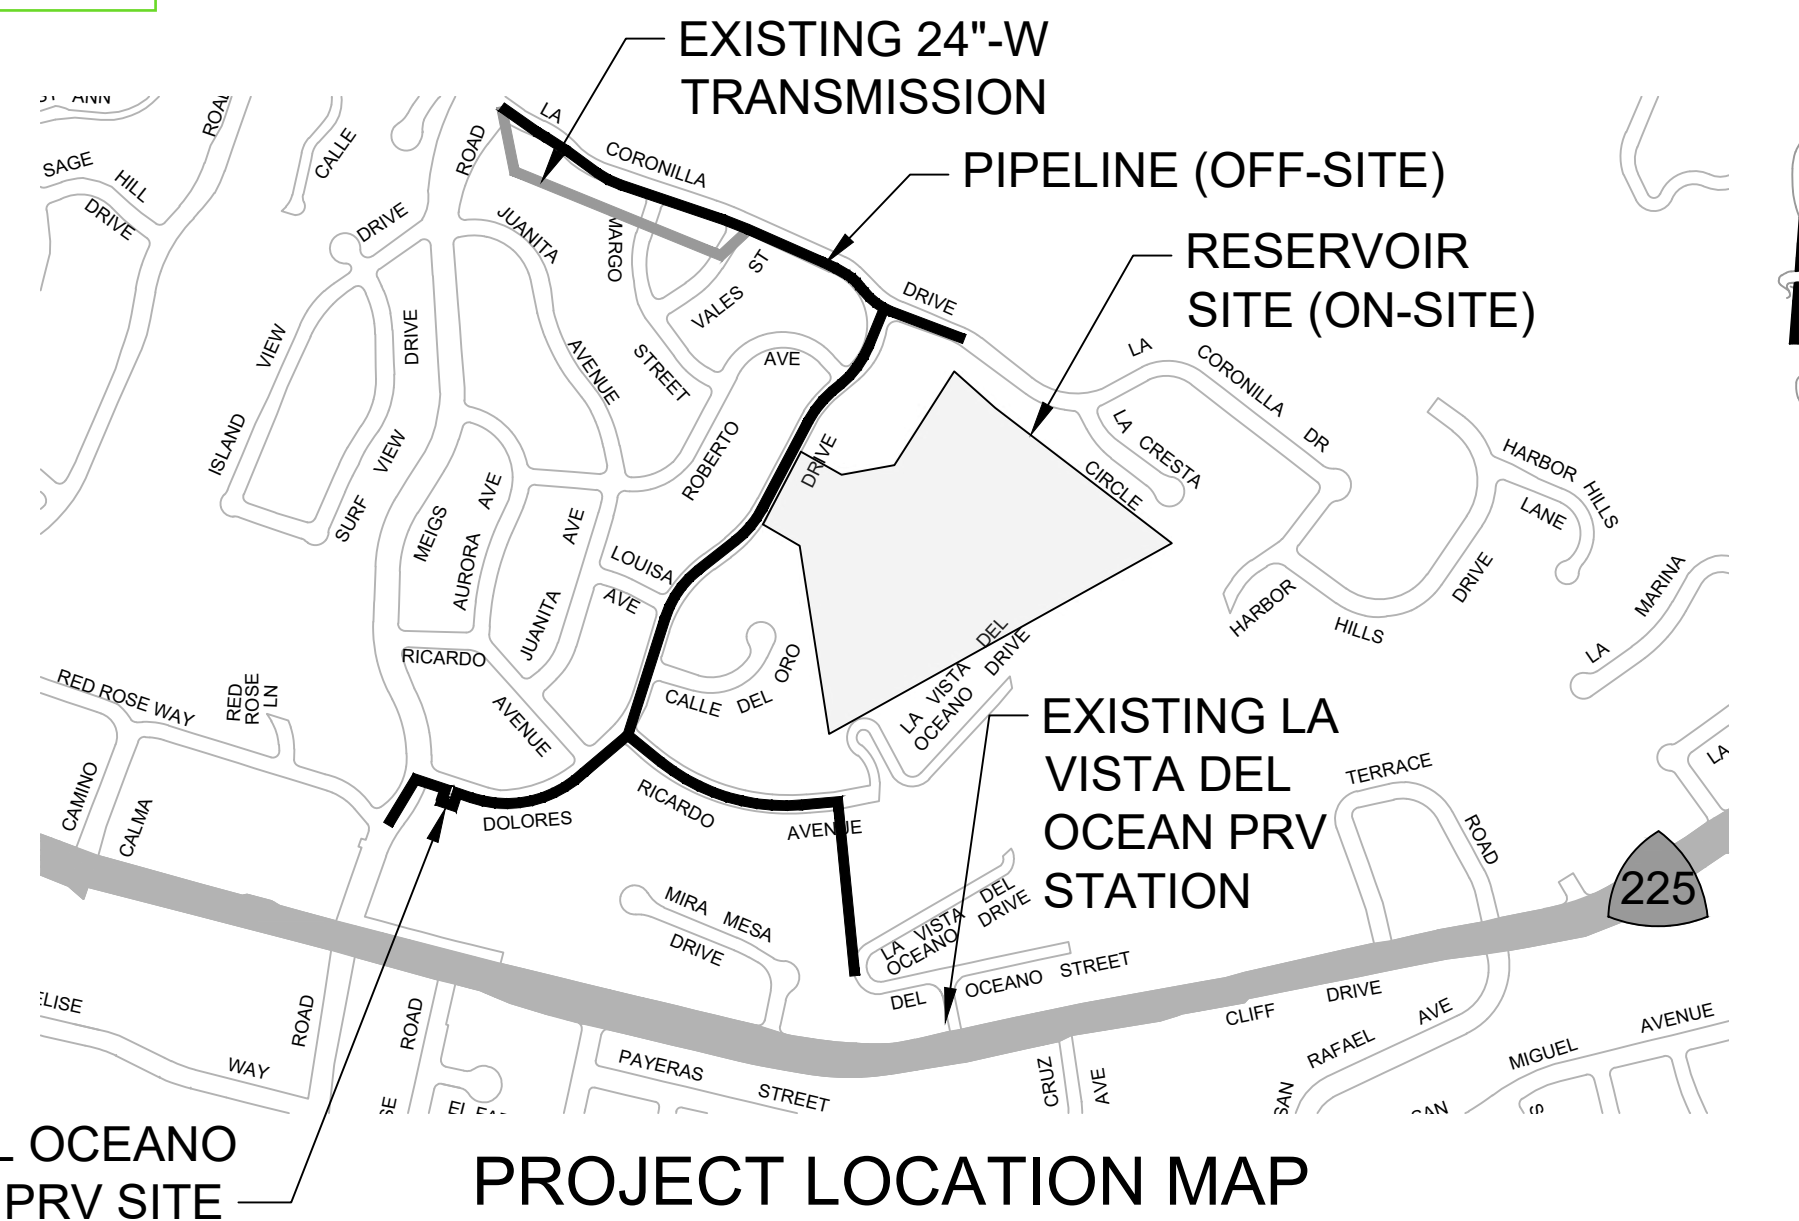 EXISTING 24"-W
TRANSMISSION
PIPELINE (OFF-SITE)
RESERVOIR
SITE (ON-SITE)
ANN
ROAD
SAGE
HILL
DRIVE
CALLE
ROAD
LA
CORONILLA
DRIVE
DRIVE
JUANITA
AVENUE
MARGO
STREET
VALES
ST
VIEW
ISLAND
DRIVE
VIEW
SURF
AVE
ROBERTO
DRIVE
LA
CORONILLA
DR
LA
CRESTA
CIRCLE
HARBOR
HILLS
LANE
HARBOR
HILLS
DRIVE
LA
MARINA
MEIGS
AURORA
AVE
JUANITA
AVE
LOUISA
AVE
RICARDO
AVENUE
RED ROSE WAY
RED
ROSE
LN
CAMINO
CALMA
CALLE
DEL
ORO
LA VISTA DEL
OCEANO DRIVE
EXISTING LA
VISTA DEL
OCEAN PRV
STATION
DOLORES
RICARDO
AVENUE
TERRACE
ROAD
LA
225
MIRA MESA
DRIVE
LA VISTA DEL
OCEANO DRIVE
DEL OCEANO STREET
CLIFF DRIVE
WAY
ROAD
ROAD
PAYERAS STREET
CRUZ
AVE
SAN
RAFAEL
AVE
MIGUEL
AVENUE
OCEANO
PRV SITE
PROJECT LOCATION MAP